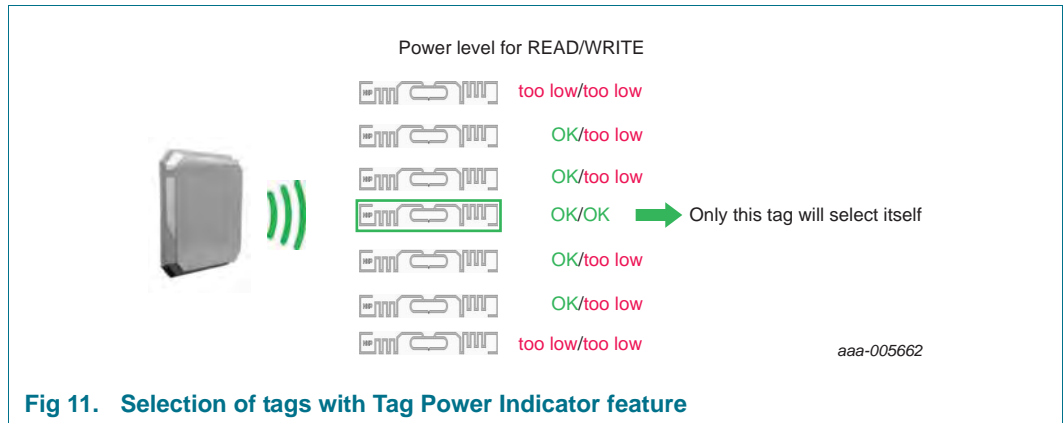 Power level for READ/WRITE
too low/too low
OK/too low
OK/too low
OK/OK Only this tag will select itself
OK/too low
OK/too low
too low/too low
aaa-005662
Fig 11. Selection of tags with Tag Power Indicator feature